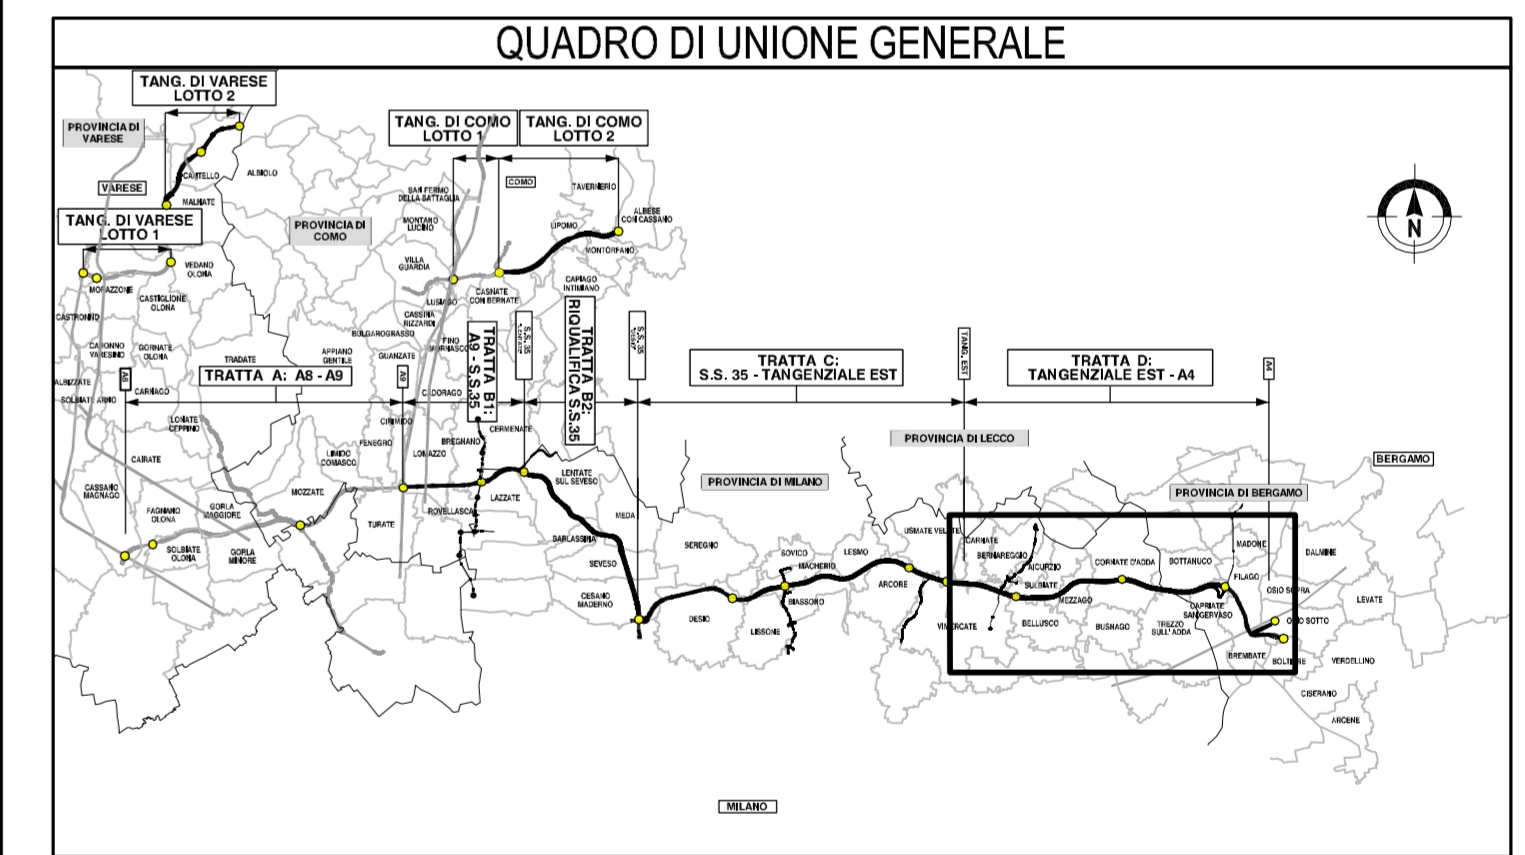 QUADRO DI UNIONE GENERALE
TANG. DI VARESE
LOTTO 2
PROVINCIA DI
VARESE
CANTELLO
ALBIOLO
VARESE
MALNATE
TANG. DI VARESE
LOTTO 1
PROVINCIA DI
COMO
TANG. DI COMO
LOTTO 1
TANG. DI COMO
LOTTO 2
COMO
TAVERNERIO
SAN FERMO
DELLA BATTAGLIA
ALBESE
CON CASSANO
MONTANO
LUCINO
LIPOMO
MONTORFANO
VILLA
GUARDIA
VEDANO
OLONA
MORAZZONE
CASTIGLIONE
OLONA
LUISAGO
CASNATE
CON BERNATE
CAPIAGO
INTIMIANO
CASTRONNO
CASSINA
RIZZARDI
BULGAROGRASSO
FINO
MORNASCO
CARONNO
VARESINO
GORNATE
OLONA
TRADATE
APPIANO
GENTILE
GUANZATE
ALBIZZATE
CARNAGO
SOLBIATE ARNO
CADORAGO
A8
TRATTA A: A8 - A9
A9
TRATTA B1:
A9 - S.S.35
S.S. 35
TRATTA B2:
RIQUALIFICA S.S.35
S.S. 35
TRATTA C:
S.S. 35 - TANGENZIALE EST
TANG. EST
TRATTA D:
TANGENZIALE EST - A4
A4
LONATE
CEPPINO
CIRIMIDO
FENEGRO
CERMENATE
BREGNANO
LOMAZZO
LIMIDO
COMASCO
CAIRATE
PROVINCIA DI LECCO
BERGAMO
LENTATE
SUL SEVESO
PROVINCIA DI MILANO
PROVINCIA DI BERGAMO
CASSANO
MAGNAGO
MOZZATE
LAZZATE
FAGNANO
OLONA
GORLA
MAGGIORE
ROVELLASCA
TURATE
MEDA
BARLASSINA
SOLBIATE
OLONA
GORLA
MINORE
SEVESO
SEREGNO
SOVICO
MACHERIO
LESMO
USMATE VELATE
CARNATE
BERNAREGGIO
AICURZIO
SULBIATE
CORNATE D'ADDA
BOTTANUCO
MADONE
DALMINE
FILAGO
OSIO SOPRA
LEVATE
CESANO
MADERNO
ARCORE
BIASSONO
MEZZAGO
CAPRIATE
SAN GERVASO
DESIO
LISSONE
VIMERCATE
BELLUSCO
BUSNAGO
TREZZO
SULL' ADDA
OSIO SOTTO
BREMBATE
BOLTIERE
VERDELLINO
CISERANO
ARCENE
MILANO
N